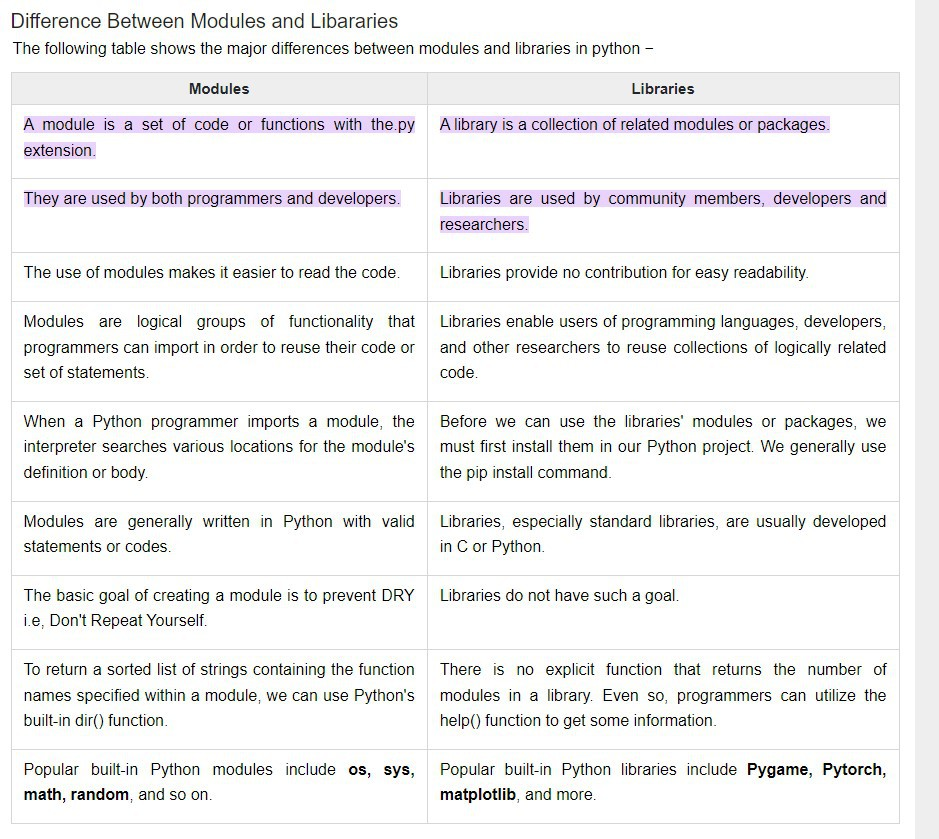 Difference Between Modules and Libararies
The following table shows the major differences between modules and libraries in python −
Modules
Libraries
A module is a set of code or functions with the.py
extension.
A library is a collection of related modules or packages.
They are used by both programmers and developers.
Libraries are used by community members, developers and
researchers.
The use of modules makes it easier to read the code.
Libraries provide no contribution for easy readability.
Modules are logical groups of functionality that
programmers can import in order to reuse their code or
set of statements.
Libraries enable users of programming languages, developers,
and other researchers to reuse collections of logically related
code.
When a Python programmer imports a module, the
interpreter searches various locations for the module's
definition or body.
Before we can use the libraries' modules or packages, we
must first install them in our Python project. We generally use
the pip install command.
Modules are generally written in Python with valid
statements or codes.
Libraries, especially standard libraries, are usually developed
in C or Python.
The basic goal of creating a module is to prevent DRY
i.e, Don't Repeat Yourself.
Libraries do not have such a goal.
To return a sorted list of strings containing the function
names specified within a module, we can use Python's
built-in dir() function.
There is no explicit function that returns the number of
modules in a library. Even so, programmers can utilize the
help() function to get some information.
Popular built-in Python modules include os, sys,
math, random, and so on.
Popular built-in Python libraries include Pygame, Pytorch,
matplotlib, and more.